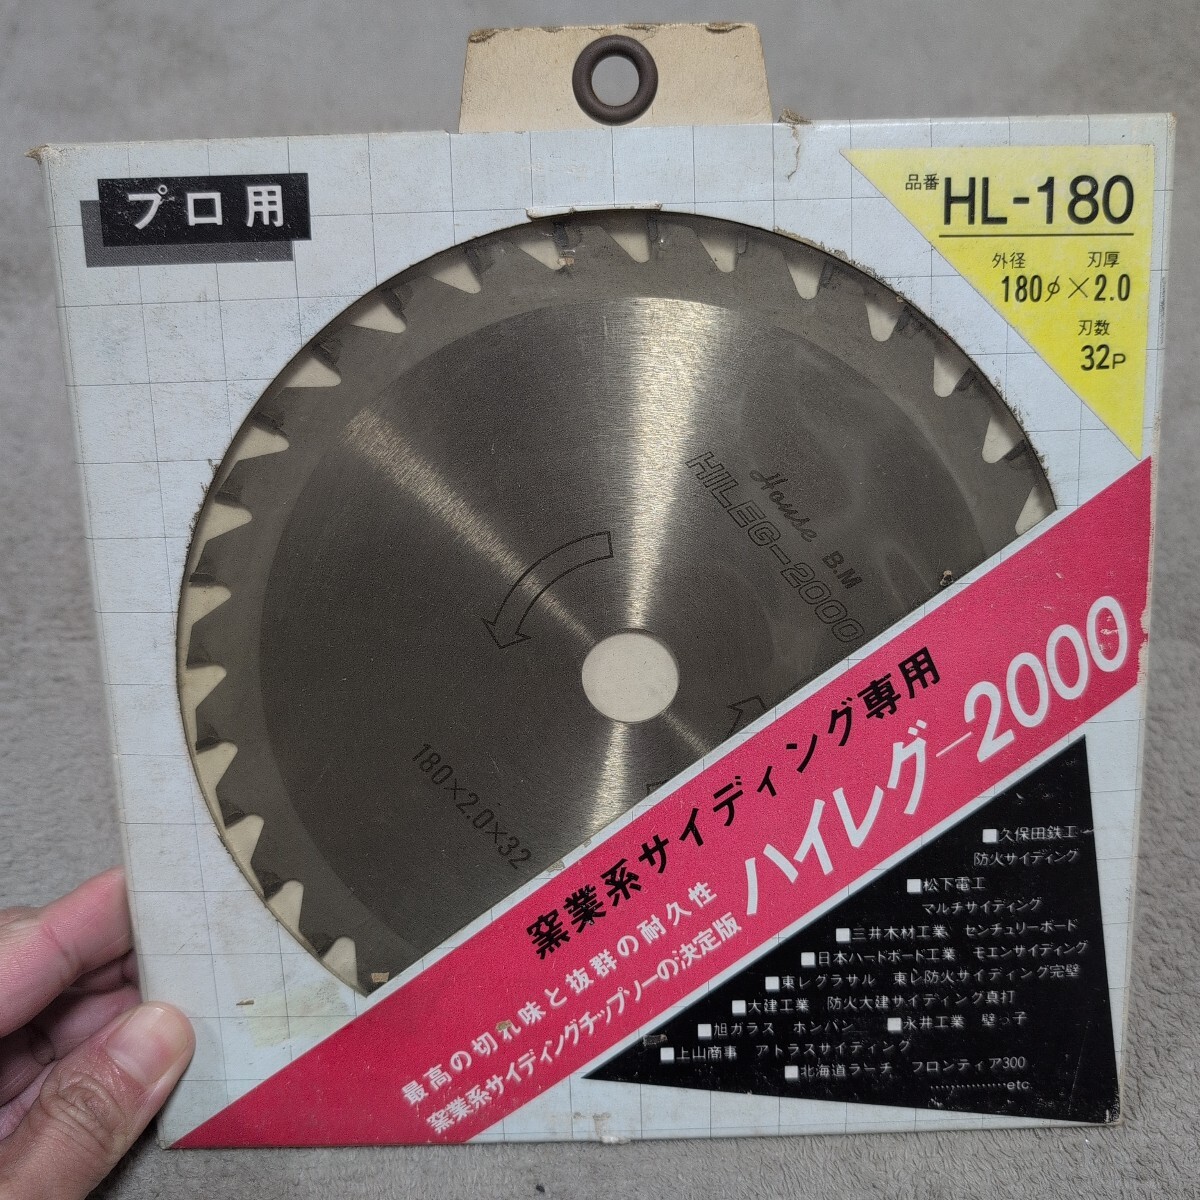 プロ用
品番 HL-180
外径 刃厚
180φ×2.0
刃数
32P
House B.M
HILEG-2000
180×2.0×32
窯業系サイディング専用
ハイレグ-2000
最高の切れ味と抜群の耐久性
窯業系サイディングチップソーの決定版
■久保田鉄工
防火サイディング
■松下電工
マルチサイディング
■三井木材工業 センチュリーボード
■日本ハードボード工業 モエンサイディング
■東レグラサル 東レ防火サイディング完壁
■大建工業 防火大建サイディング真打
■旭ガラス ホンパン ■永井工業 壁っ子
■上山商事 アトラスサイディング
■北海道ラーチ フロンティア300
……………etc